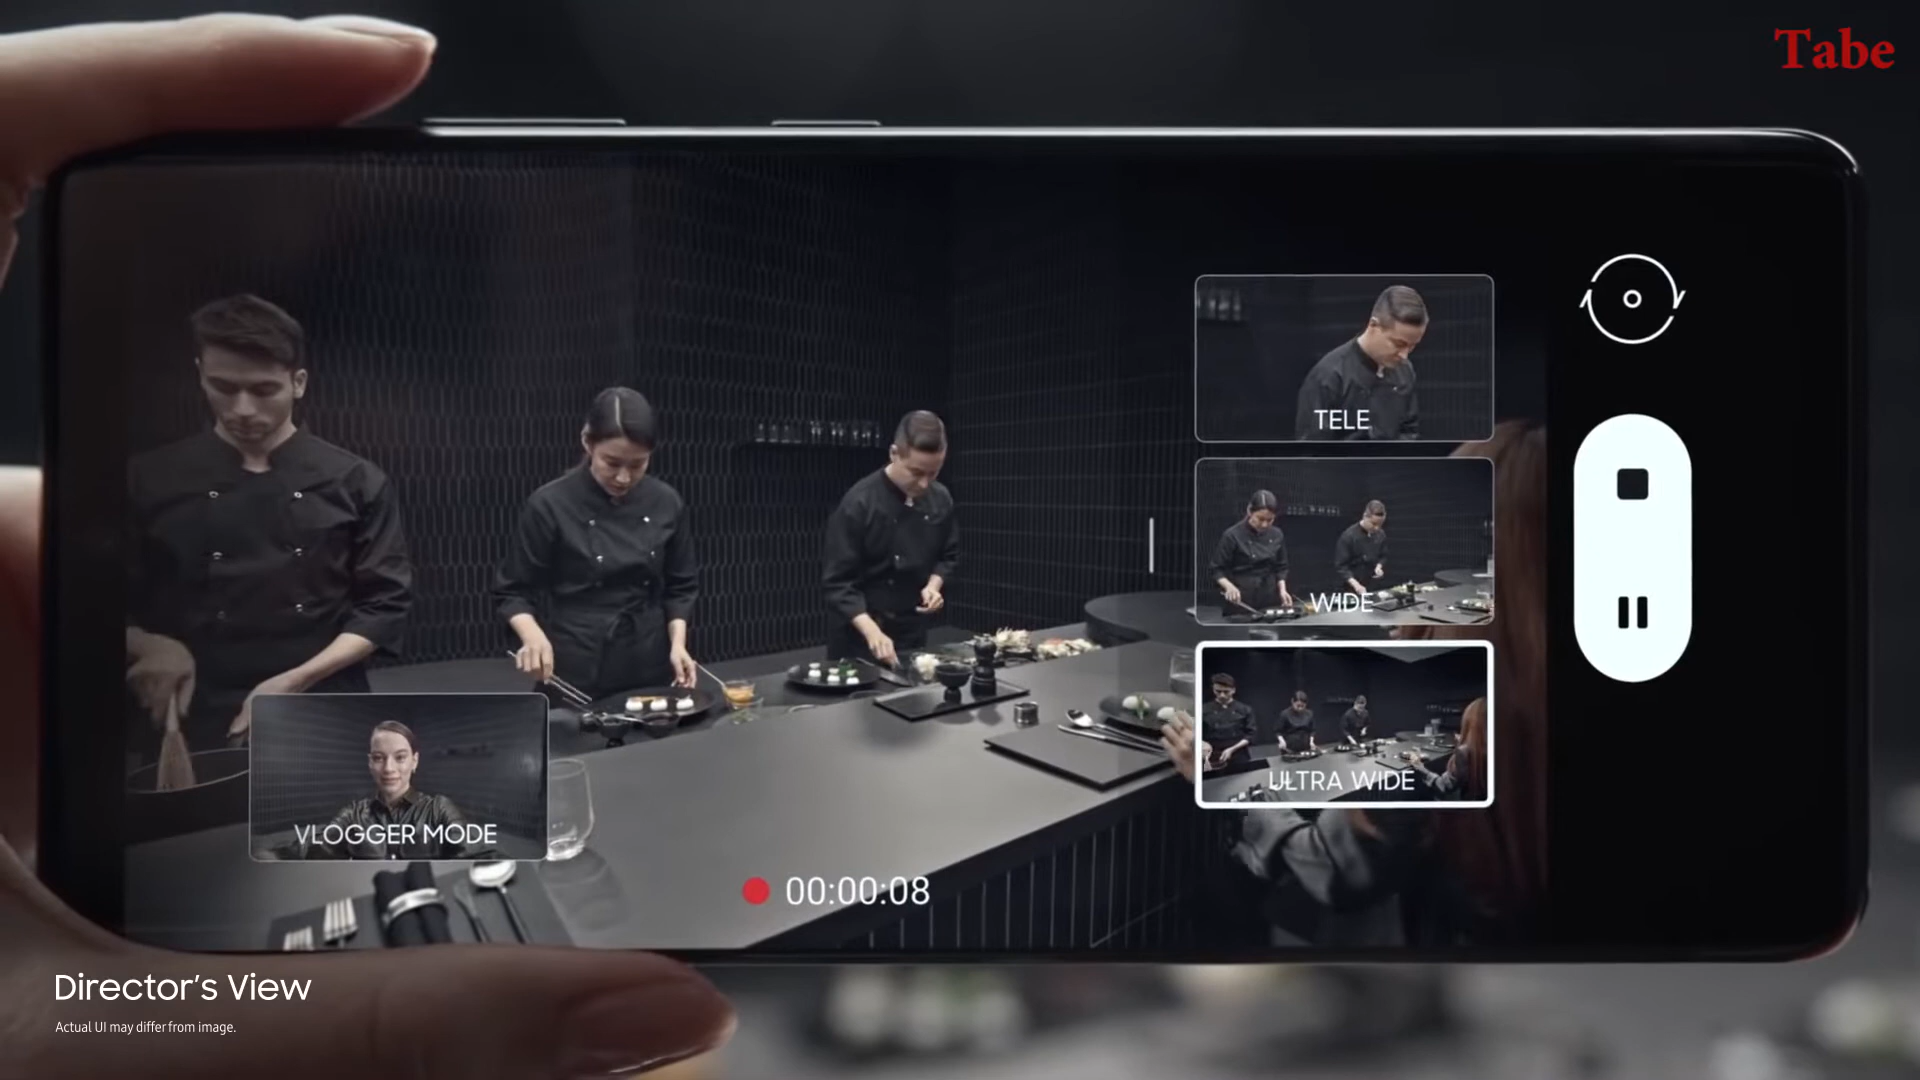 Tabe
TELE
WIDE
ULTRA WIDE
VLOGGER MODE
00:00:08
Director's View
Actual UI may differ from image.